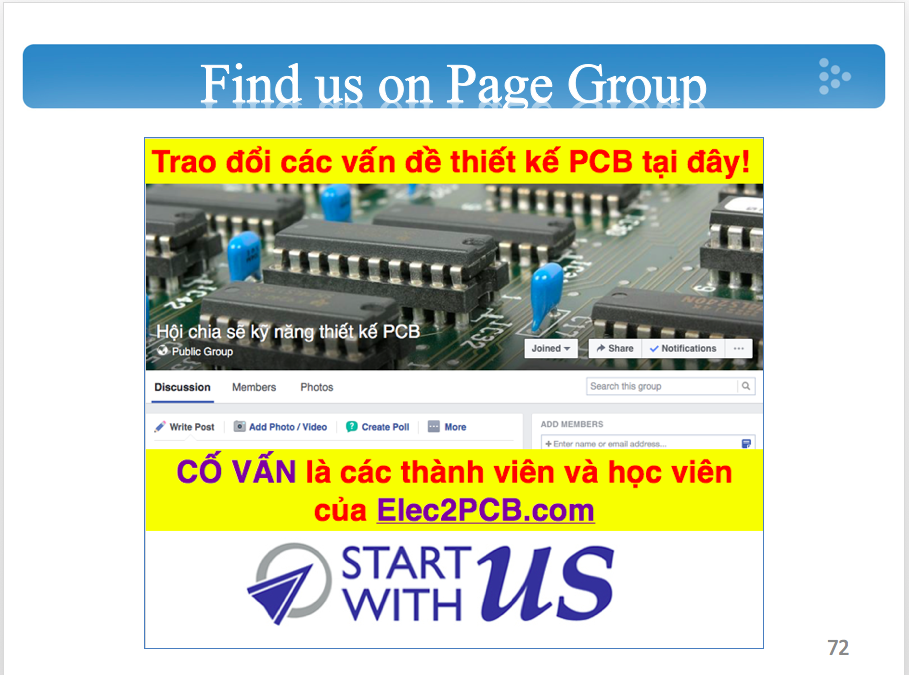 Find us on Page Group
Trao đổi các vấn đề thiết kế PCB tại đây!
IC42
IC32
Hội chia sẽ kỹ năng thiết kế PCB
Public Group
Joined
Share
Notifications
Discussion Members Photos
Search this group
Write Post Add Photo / Video Create Poll More
ADD MEMBERS
+ Enter name or email address...
CỐ VẤN là các thành viên và học viên
của Elec2PCB.com
START
WITH
US
72